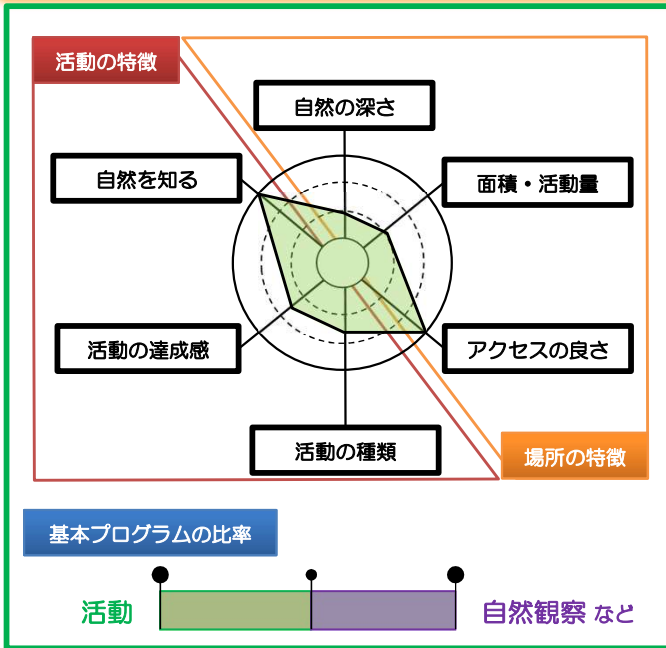 活動の特徴
自然の深さ
自然を知る
面積・活動量
活動の達成感
アクセスの良さ
活動の種類
場所の特徴
基本プログラムの比率
活動
自然観察 など